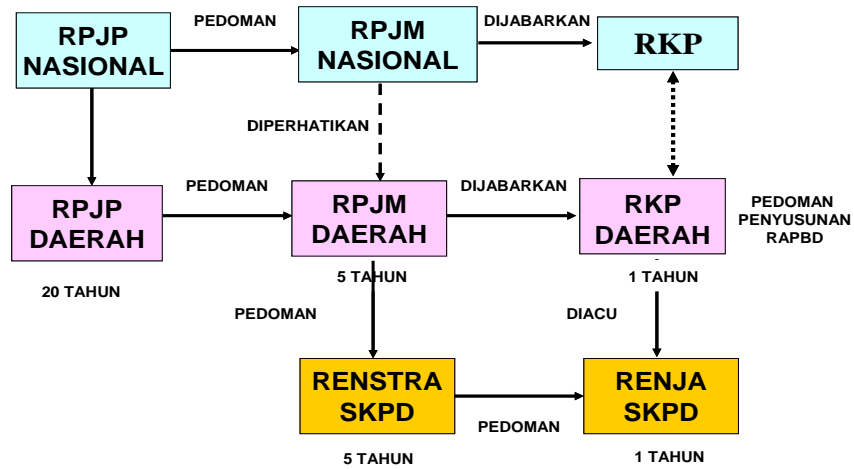 RPJP
NASIONAL
PEDOMAN
RPJM
NASIONAL
DIJABARKAN
RKP
DIPERHATIKAN
RPJP
DAERAH
PEDOMAN
RPJM
DAERAH
DIJABARKAN
RKP
DAERAH
PEDOMAN
PENYUSUNAN
RAPBD
20 TAHUN
5 TAHUN
1 TAHUN
PEDOMAN
DIACU
RENSTRA
SKPD
PEDOMAN
RENJA
SKPD
5 TAHUN
1 TAHUN